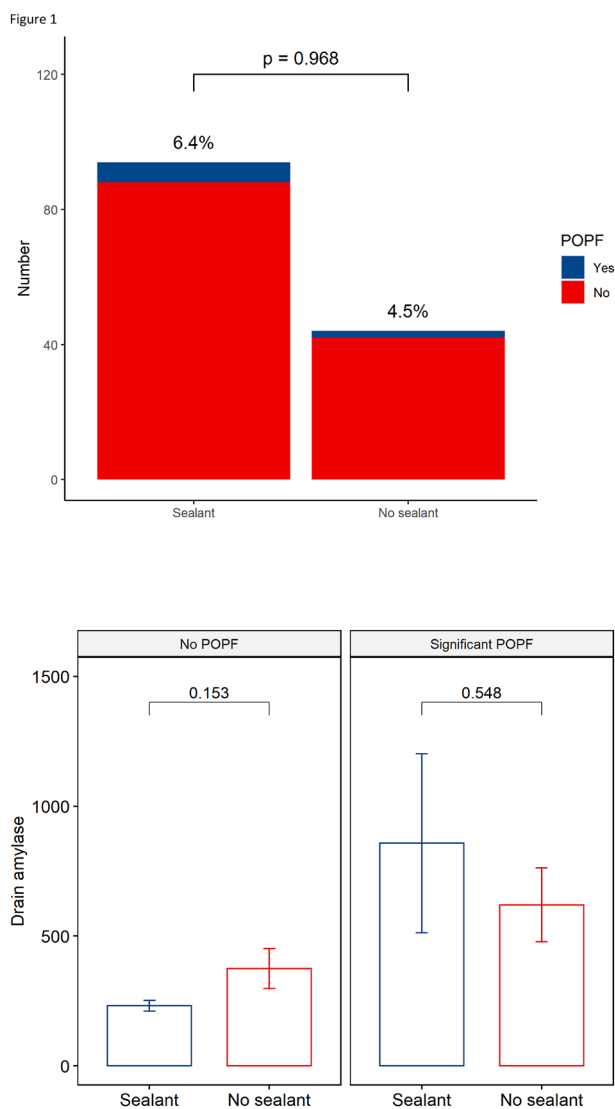 Figure 1
p = 0.968
120
6.4%
80
4.5%
40
0
Number
Sealant
No sealant
POPF
Yes
No
No POPF
Significant POPF
1500
0.153
0.548
1000
500
0
Drain amylase
Sealant
No sealant
Sealant
No sealant